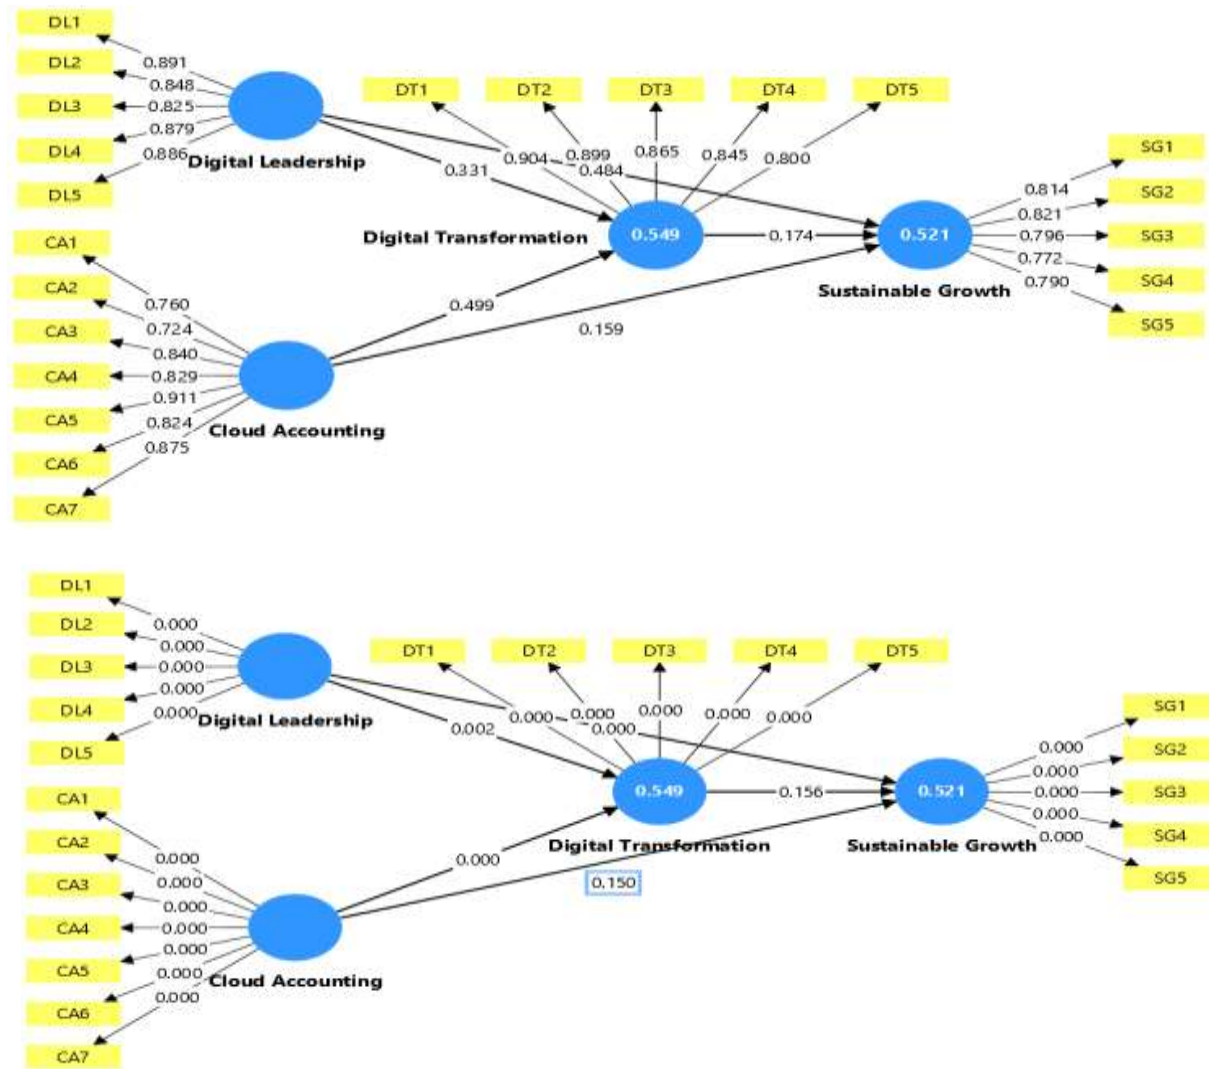 DL1
DL2
DL3
DL4
DL5
0.891
0.848
0.825
0.879
0.886
Digital Leadership
DT1
DT2
DT3
DT4
DT5
0.904
0.899
0.865
0.845
0.800
0.484
0.331
Digital Transformation
0.549
0.174
0.521
Sustainable Growth
SG1
SG2
SG3
SG4
SG5
0.814
0.821
0.796
0.772
0.790
CA1
CA2
CA3
CA4
CA5
CA6
CA7
0.760
0.724
0.840
0.829
0.911
0.824
0.875
Cloud Accounting
0.499
0.159
DL1
DL2
DL3
DL4
DL5
0.000
0.000
0.000
0.000
0.000
Digital Leadership
DT1
DT2
DT3
DT4
DT5
0.000
0.000
0.000
0.000
0.000
0.000
0.002
0.549
Digital Transformation
0.156
0.521
Sustainable Growth
SG1
SG2
SG3
SG4
SG5
0.000
0.000
0.000
0.000
0.000
CA1
CA2
CA3
CA4
CA5
CA6
CA7
0.000
0.000
0.000
0.000
0.000
0.000
0.000
Cloud Accounting
0.000
0.150